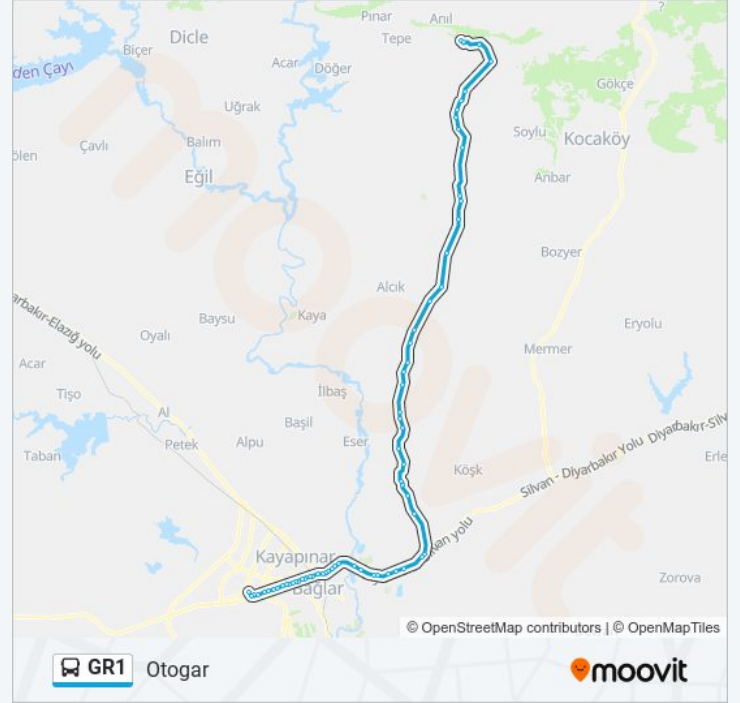 Pınar
Anıl
?
Dicle
Tepe
Biçer
den Çayı
Acar
Döğer
Gökçe
Uğrak
Soylu
Kocaköy
Çavlı
Balım
ölen
Eğil
Anbar
moovit
Bozyer
Alcık
arbakır-Elazığ yolu
Baysu
Kaya
Eryolu
Oyalı
Mermer
Acar
Tişo
İlbaş
Al
Başil
Petek
Alpu
Eser
Taban
Köşk
Silvan - Diyarbakır Yolu
Diyarbakır-Silv
Erle
van yolu
Kayapınar
Bağlar
Zorova
© OpenStreetMap contributors | © OpenMapTiles
GR1 Otogar
moovit